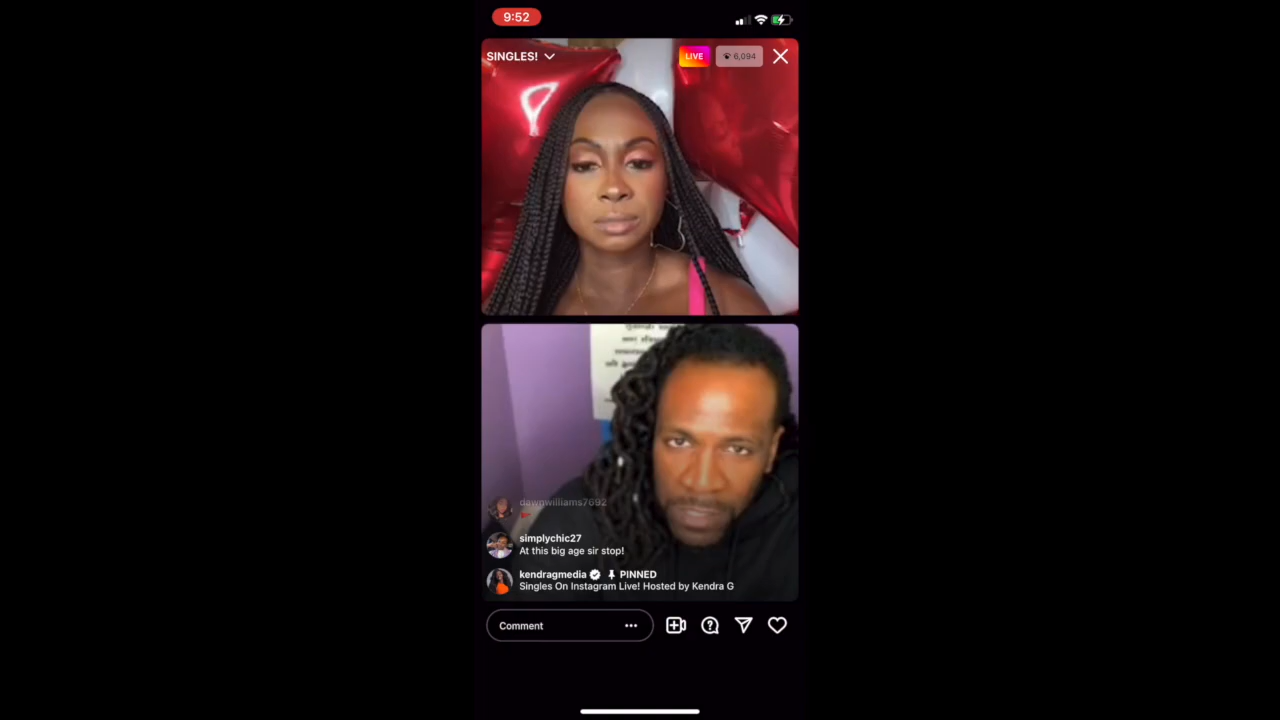 9:52
SINGLES!
LIVE
6,094
dawnwilliams7692
simplychic27
At this big age sir stop!
kendragmedia PINNED
Singles On Instagram Live! Hosted by Kendra G
Comment